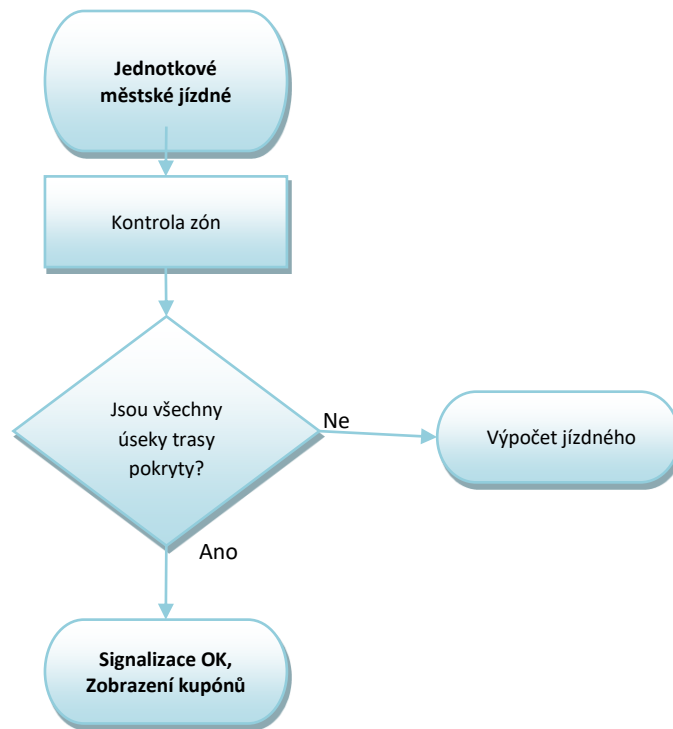 Jednotkové
městské jízdné
Kontrola zón
Jsou všechny
úseky trasy
pokryty?
Ne
Výpočet jízdného
Ano
Signalizace OK,
Zobrazení kupónů